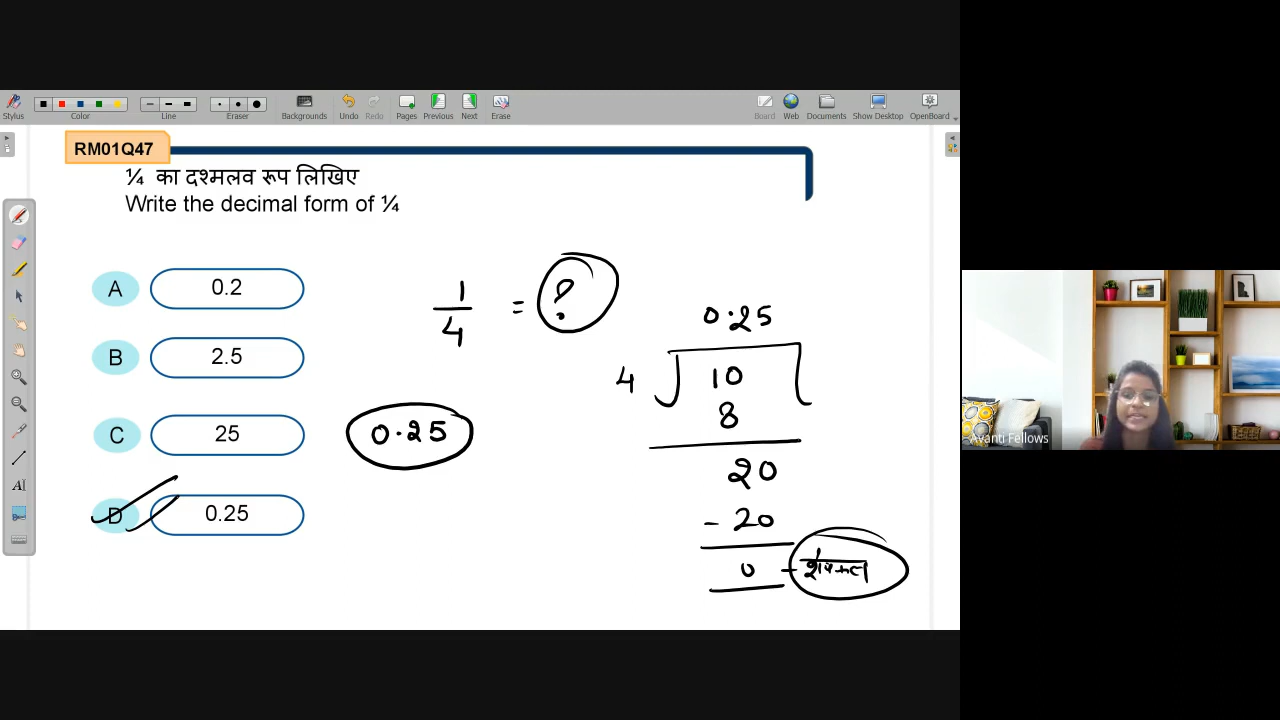 Stylus
Color
Line
Eraser
Backgrounds
Undo
Redo
Pages
Previous
Next
Erase
Board
Web
Documents
Show Desktop
OpenBoard
RM01Q47
¼ का दश्मलव रूप लिखिए
Write the decimal form of ¼
A 0.2
B 2.5
C 25
D 0.25
1/4 = ?
0.25
0.25
4 10
8
20
- 20
0
Avanti Fellows